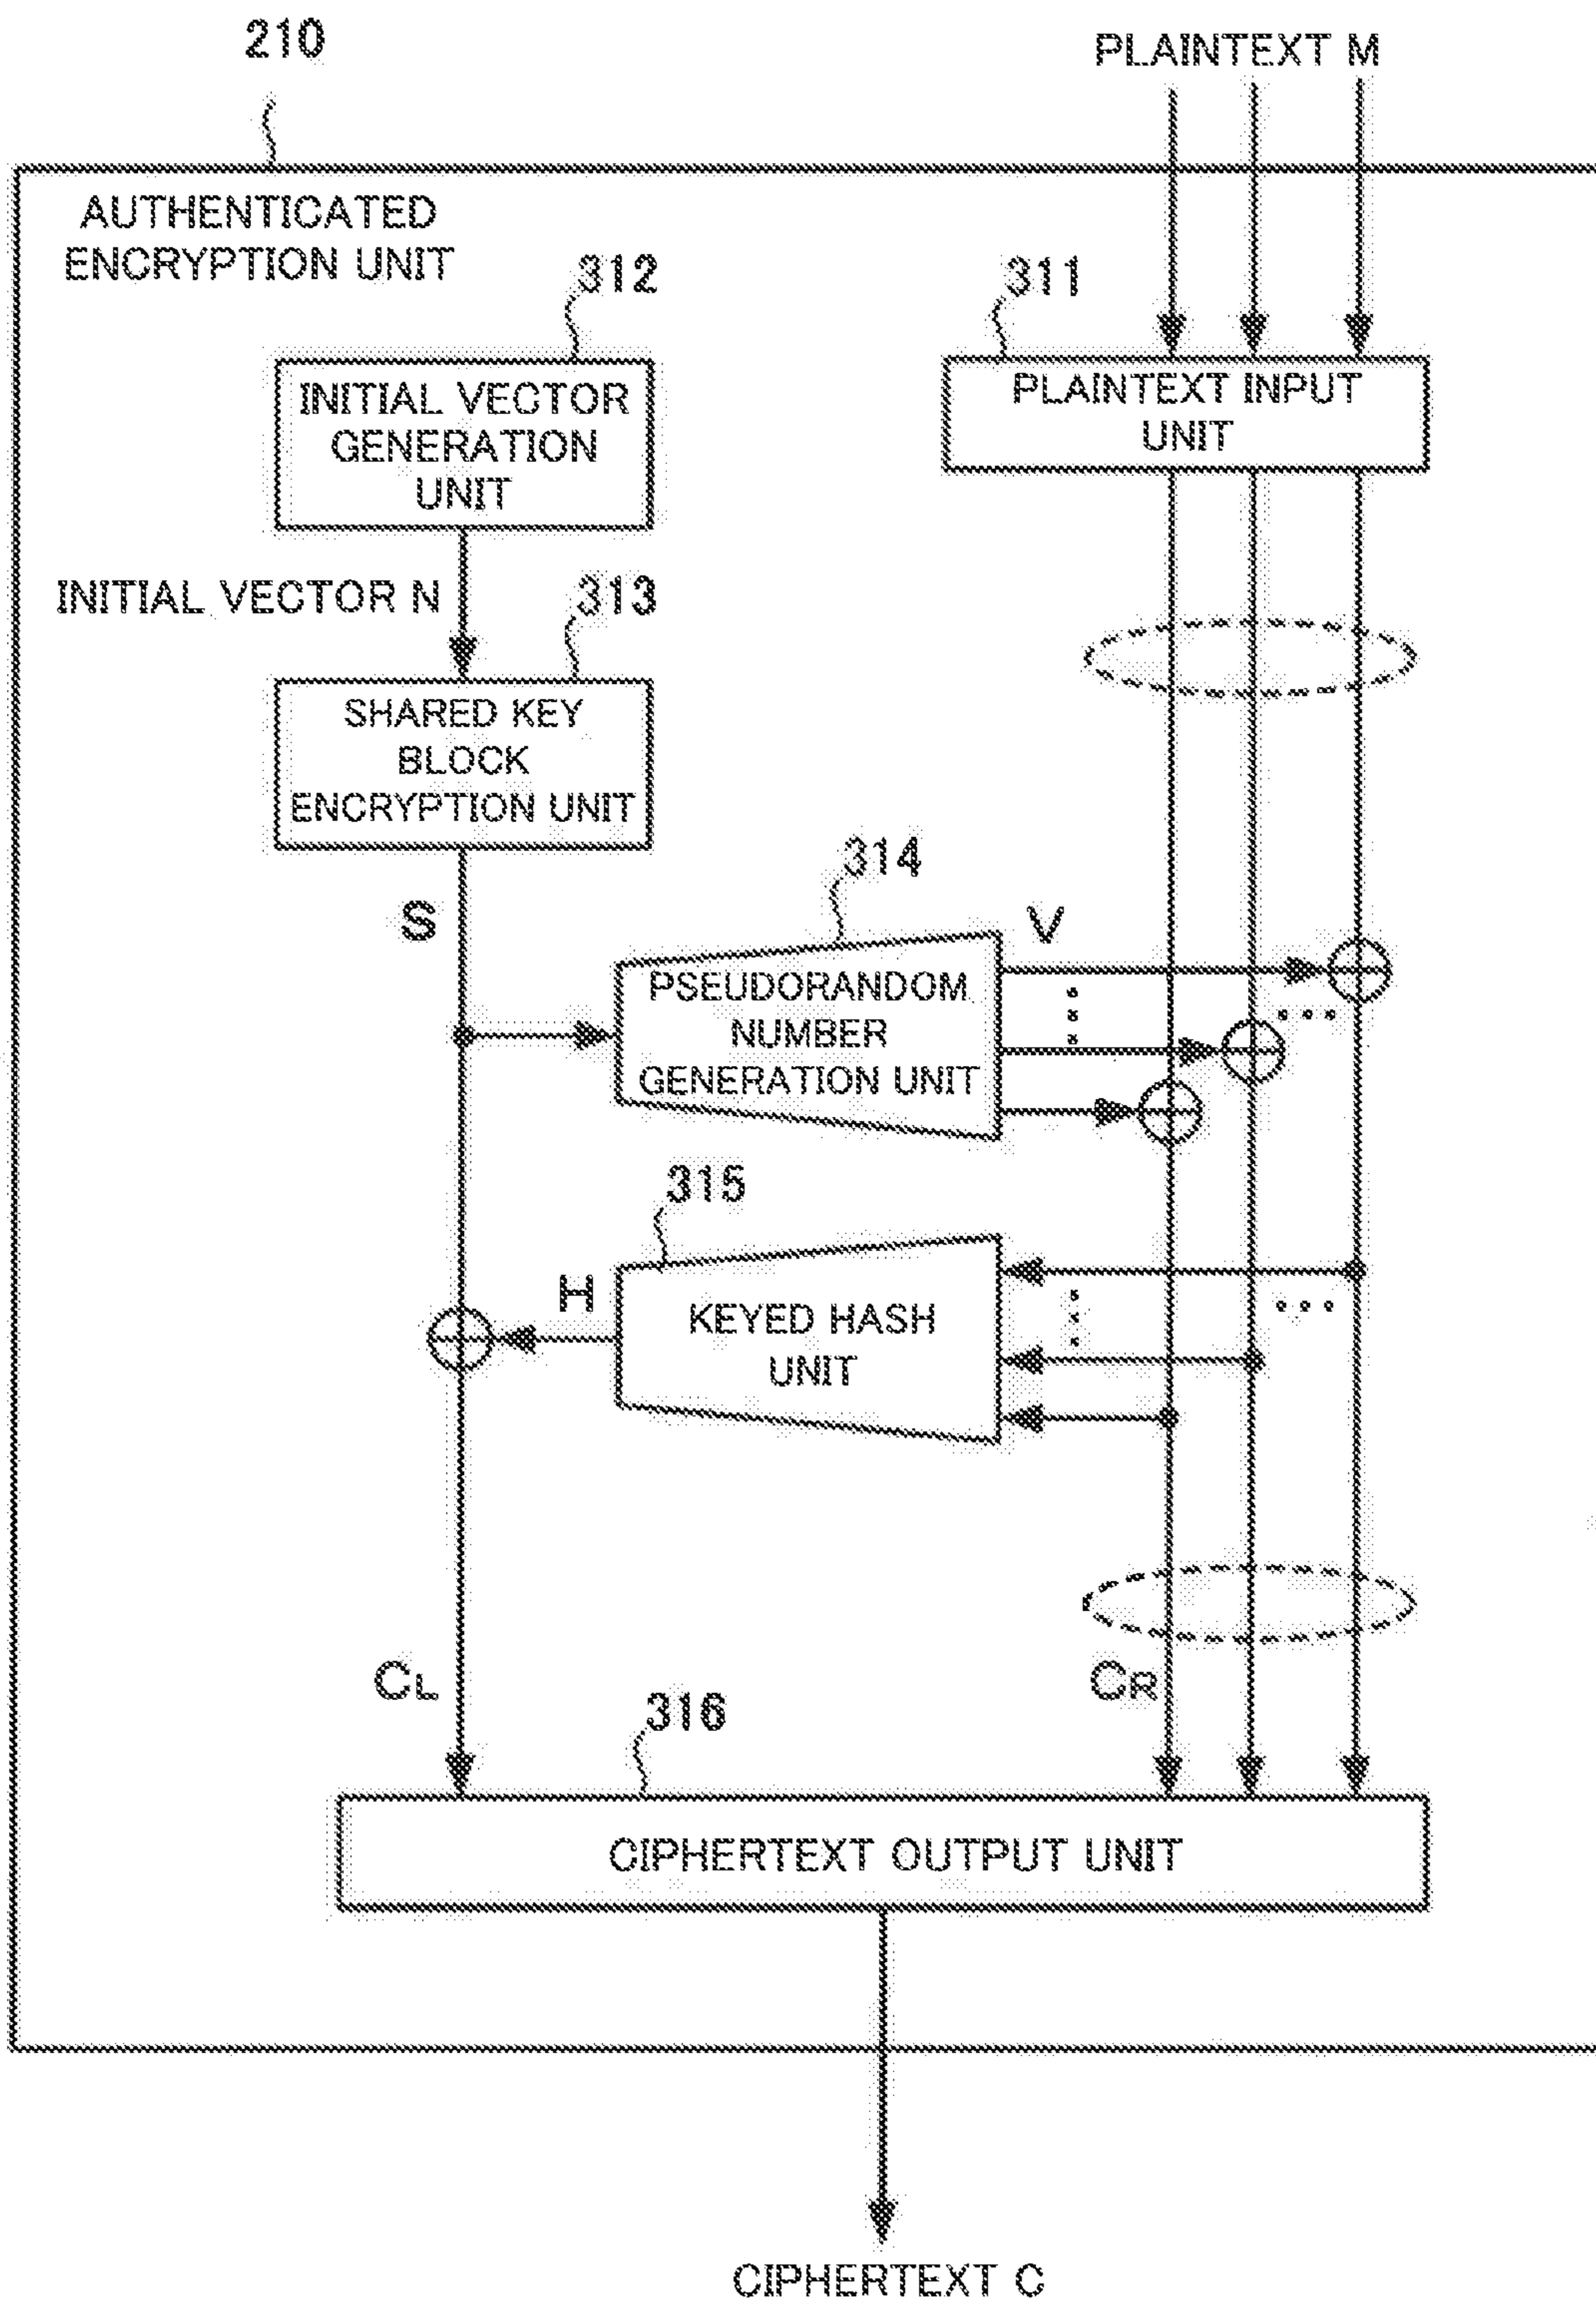 210
PLAINTEXT M
AUTHENTICATED
ENCRYPTION UNIT
312
311
INITIAL VECTOR
GENERATION
UNIT
PLAINTEXT INPUT
UNIT
INITIAL VECTOR N
313
SHARED KEY
BLOCK
ENCRYPTION UNIT
314
S
V
PSEUDORANDOM
NUMBER
GENERATION UNIT
315
H
KEYED HASH
UNIT
CL
CR
316
CIPHERTEXT OUTPUT UNIT
CIPHERTEXT C